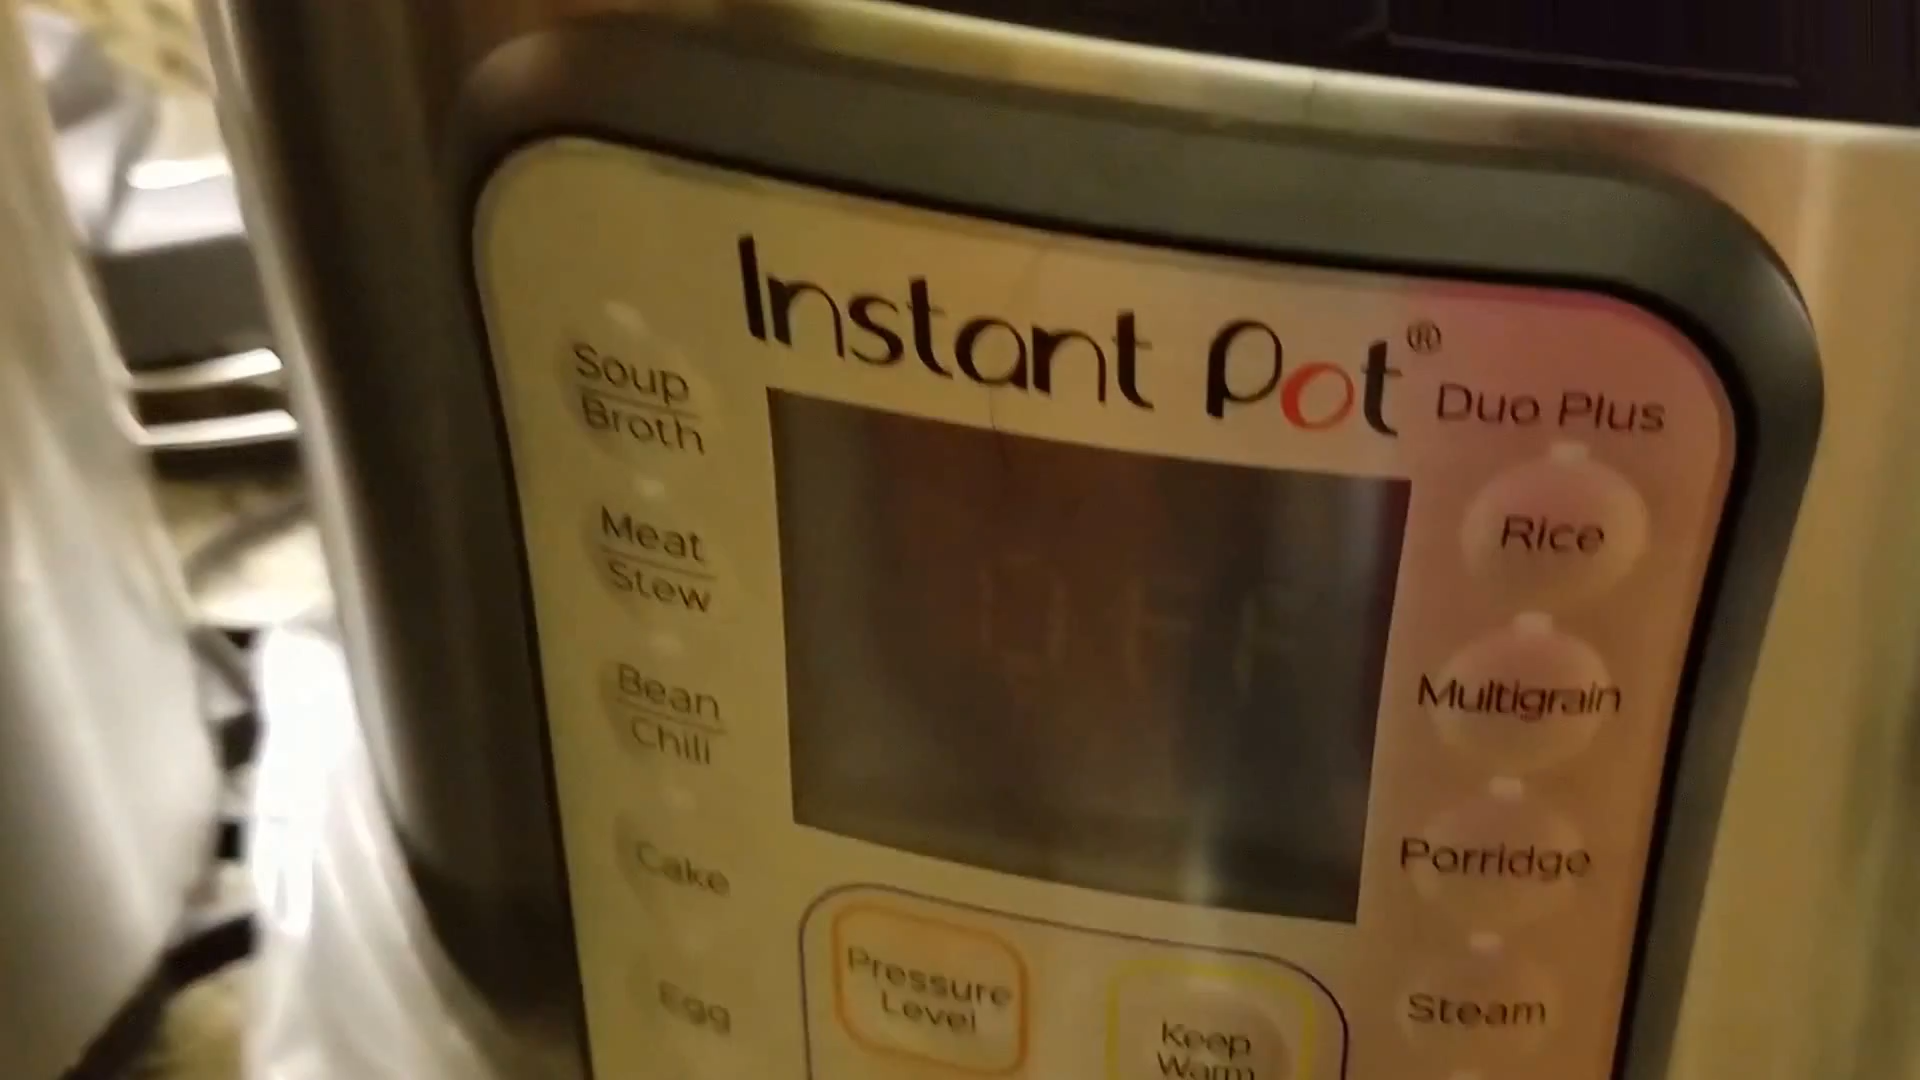 Instant Pot®
Duo Plus
Soup
Broth
Meat
Stew
Bean
Chili
Cake
Egg
OFF
Rice
Multigrain
Porridge
Steam
Pressure
Level
Keep
Warm